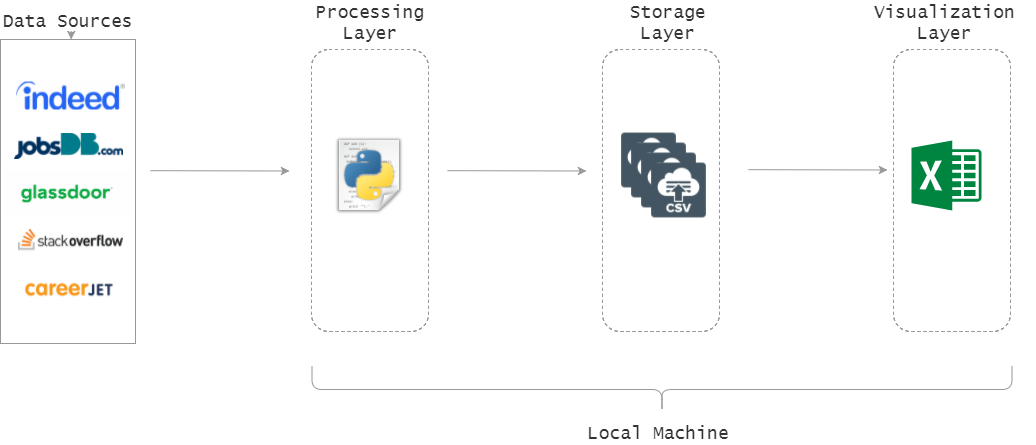 Data Sources
Processing
Layer
Storage
Layer
Visualization
Layer
indeed®
jobsDB.com
glassdoor
stackoverflow
careerJET
CSV
X
Local Machine